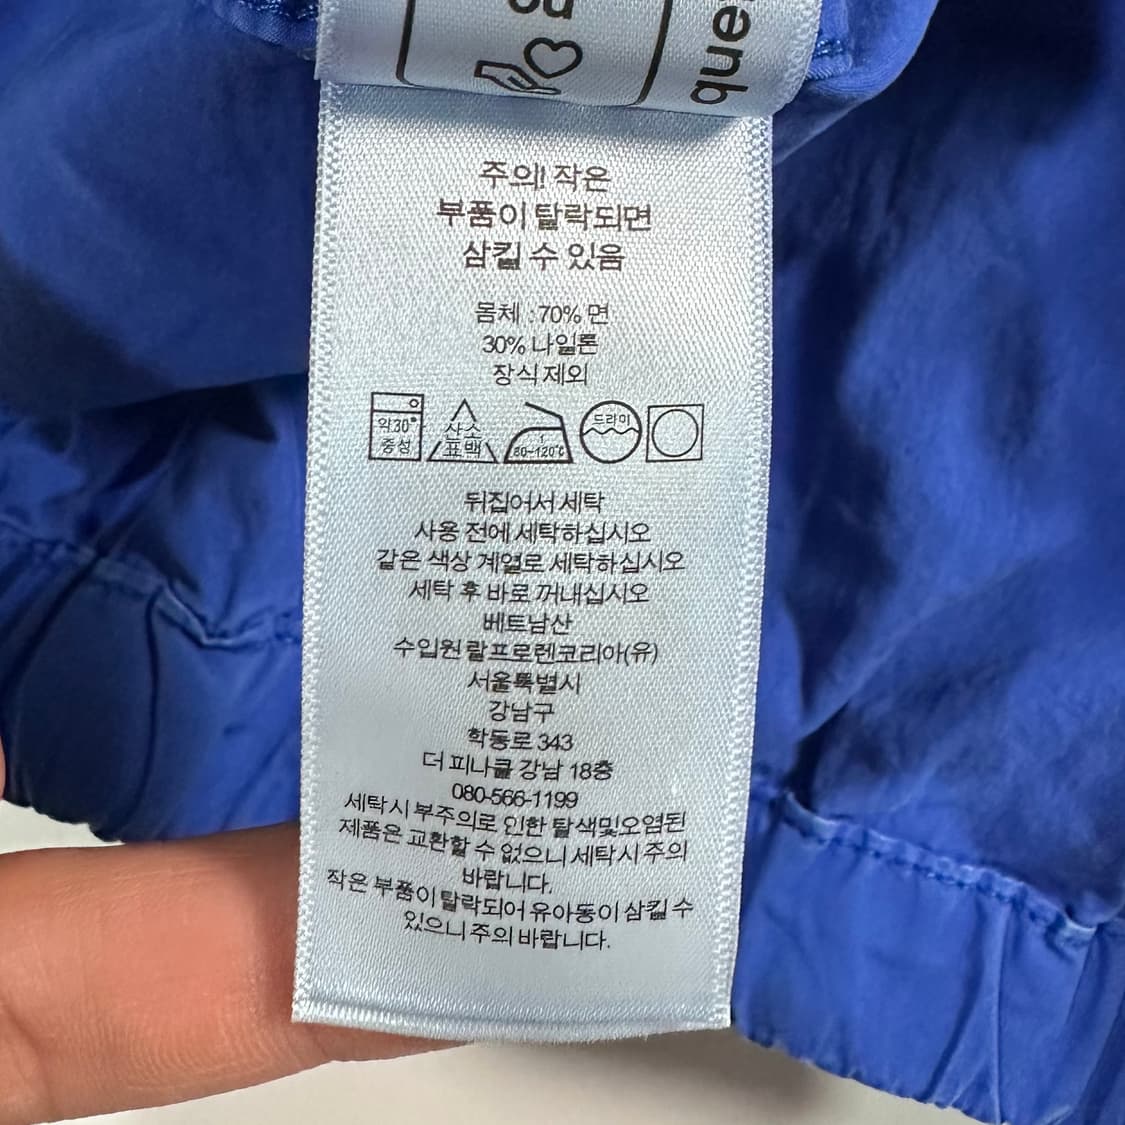 que
주의! 작은
부품이 탈락되면
삼킬 수 있음
몸체 : 70% 면
30% 나일론
장식 제외
약30°
중성
산소
표백
80~120℃
드라이
뒤집어서 세탁
사용 전에 세탁하십시오
같은 색상 계열로 세탁하십시오
세탁 후 바로 꺼내십시오
베트남산
수입원 랄프로렌코리아(유)
서울특별시
강남구
학동로 343
더 피나클 강남 18층
080-566-1199
세탁시 부주의로 인한 탈색및오염된
제품은 교환할 수 없으니 세탁시 주의
바랍니다.
작은 부품이 탈락되어 유아동이 삼킬 수
있으니 주의 바랍니다.